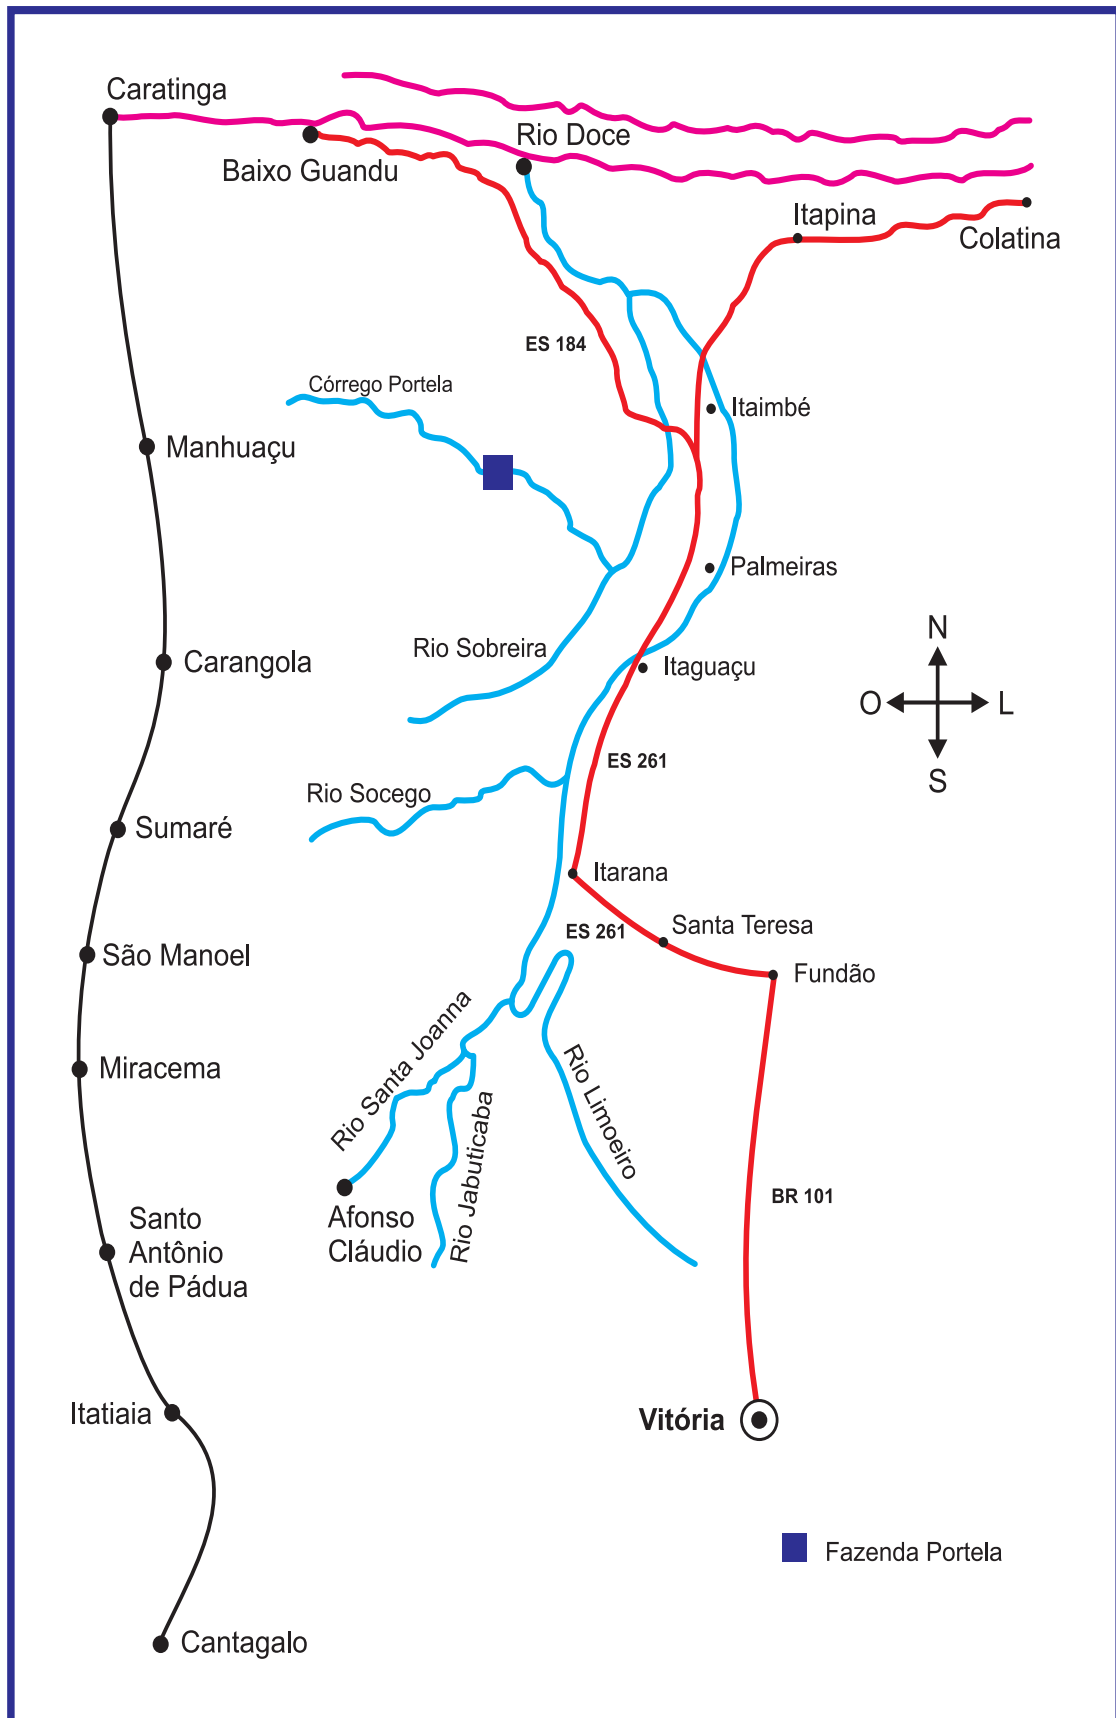 Caratinga
Rio Doce
Baixo Guandu
Itapina
Colatina
ES 184
Córrego Portela
Itaimbé
Manhuaçu
Palmeiras
N
Rio Sobreira
Carangola
Itaguaçu
O
L
S
ES 261
Rio Socego
Sumaré
Itarana
Santa Teresa
ES 261
São Manoel
Fundão
Rio Santa Joanna
Miracema
Rio Limoeiro
Rio Jabuticaba
BR 101
Santo
Antônio
de Pádua
Afonso
Cláudio
Itatiaia
Vitória
Fazenda Portela
Cantagalo